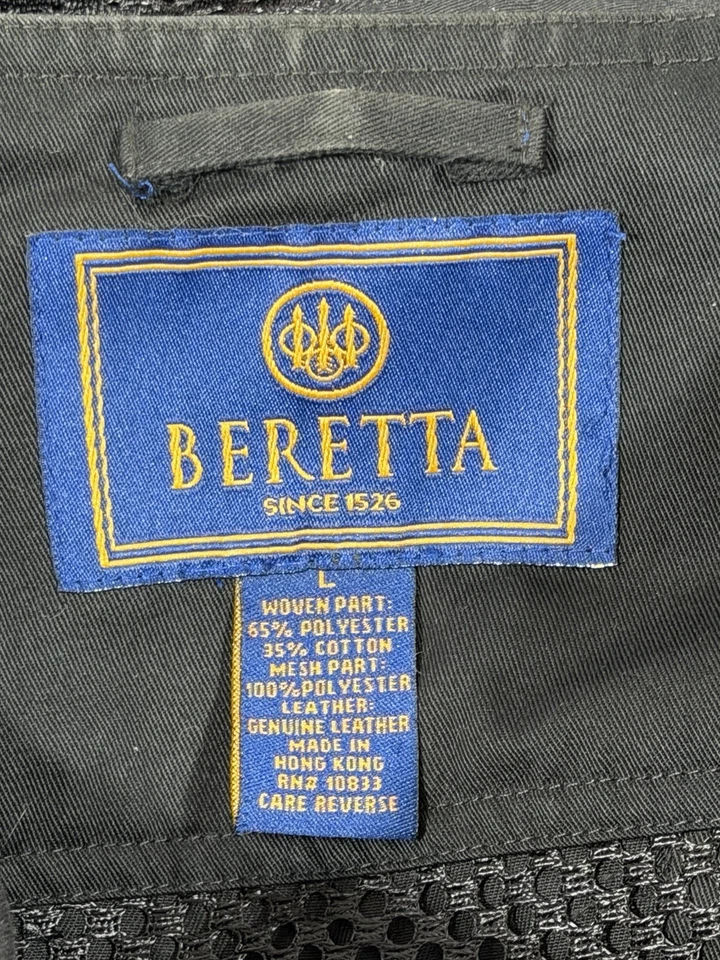 BERETTA
SINCE 1526
L
WOVEN PART:
65% POLYESTER
35% COTTON
MESH PART:
100%POLYESTER
LEATHER:
GENUINE LEATHER
MADE IN
HONG KONG
RN# 10833
CARE REVERSE